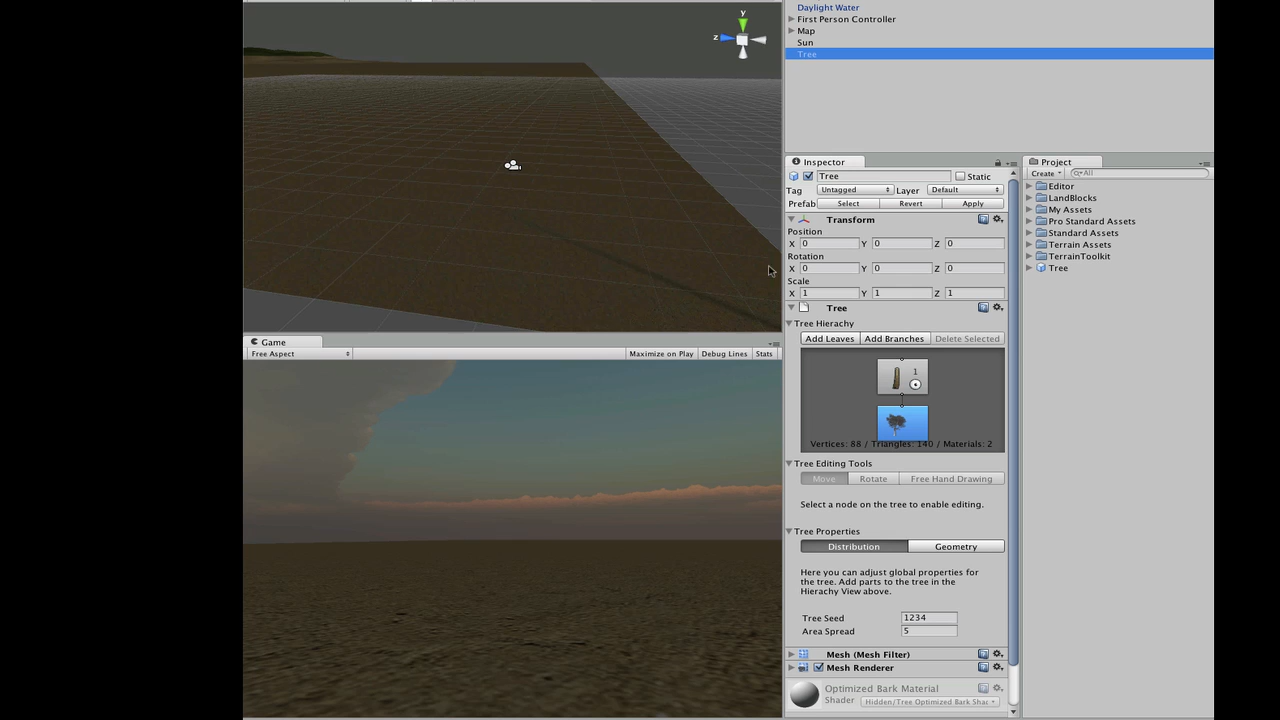 y
z
Daylight Water
First Person Controller
Map
Sun
Tree
Inspector
Tree
Static
Tag
Untagged
Layer
Default
Prefab
Select
Revert
Apply
Transform
Position
X 0 Y 0 Z 0
Rotation
X 0 Y 0 Z 0
Scale
X 1 Y 1 Z 1
Tree
Tree Hierachy
Add Leaves
Add Branches
Delete Selected
1
Vertices: 88 / Triangles: 140 / Materials: 2
Tree Editing Tools
Move
Rotate
Free Hand Drawing
Select a node on the tree to enable editing.
Tree Properties
Distribution
Geometry
Here you can adjust global properties for
the tree. Add parts to the tree in the
Hierachy View above.
Tree Seed 1234
Area Spread 5
Mesh (Mesh Filter)
Mesh Renderer
Optimized Bark Material
Shader
Hidden/Tree Optimized Bark Shai
Project
Create
All
Editor
LandBlocks
My Assets
Pro Standard Assets
Standard Assets
Terrain Assets
TerrainToolkit
Tree
Game
Free Aspect
Maximize on Play
Debug Lines
Stats